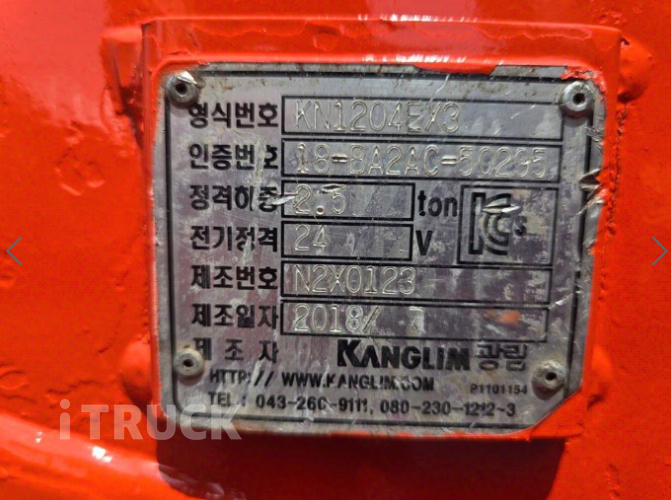 형식번호 KN1204EX3
인증번호 18-BA2AC-50295
정격하중 2.5 ton
전기정격 24 V
제조번호 N2X0123
제조일자 2018/ 7
제조자 KANGLIM 광림
HTTP:// WWW.KANGLIM.COM P1101154
TEL : 043-260-9111, 080-230-1212~3
iTRUCK